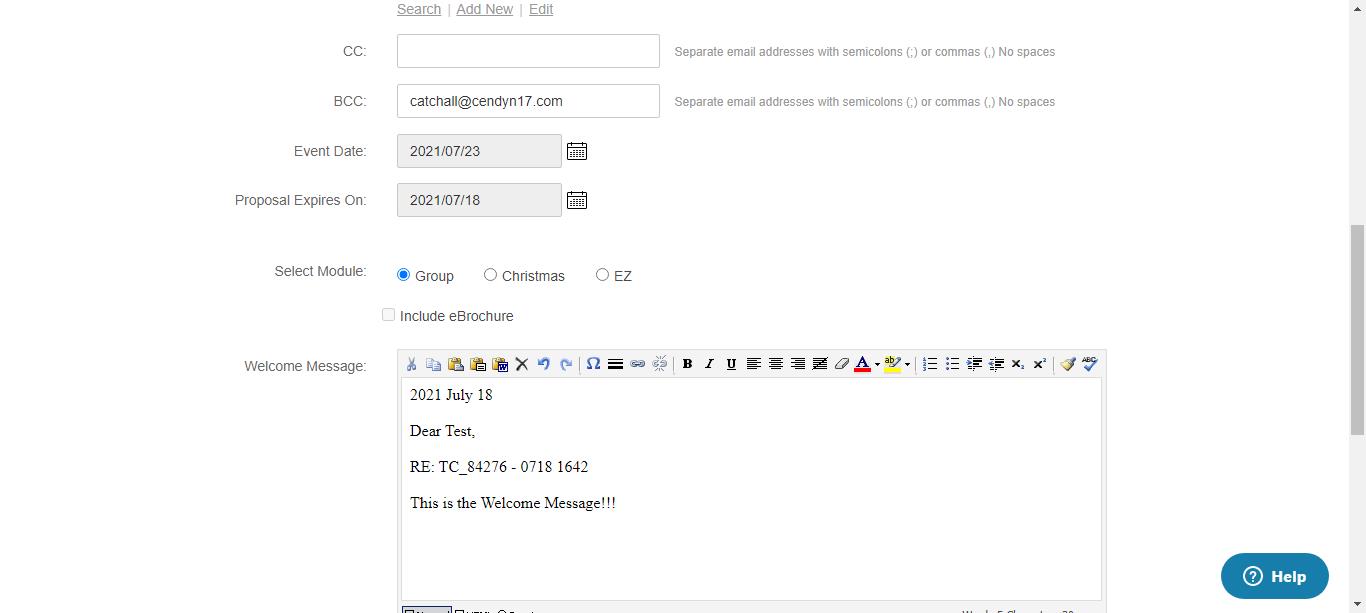 Search | Add New | Edit
CC: Separate email addresses with semicolons (;) or commas (,) No spaces
BCC: catchall@cendyn17.com Separate email addresses with semicolons (;) or commas (,) No spaces
Event Date: 2021/07/23
Proposal Expires On: 2021/07/18
Select Module: Group Christmas EZ
Include eBrochure
Welcome Message:
2021 July 18
Dear Test,
RE: TC_84276 - 0718 1642
This is the Welcome Message!!!
Help